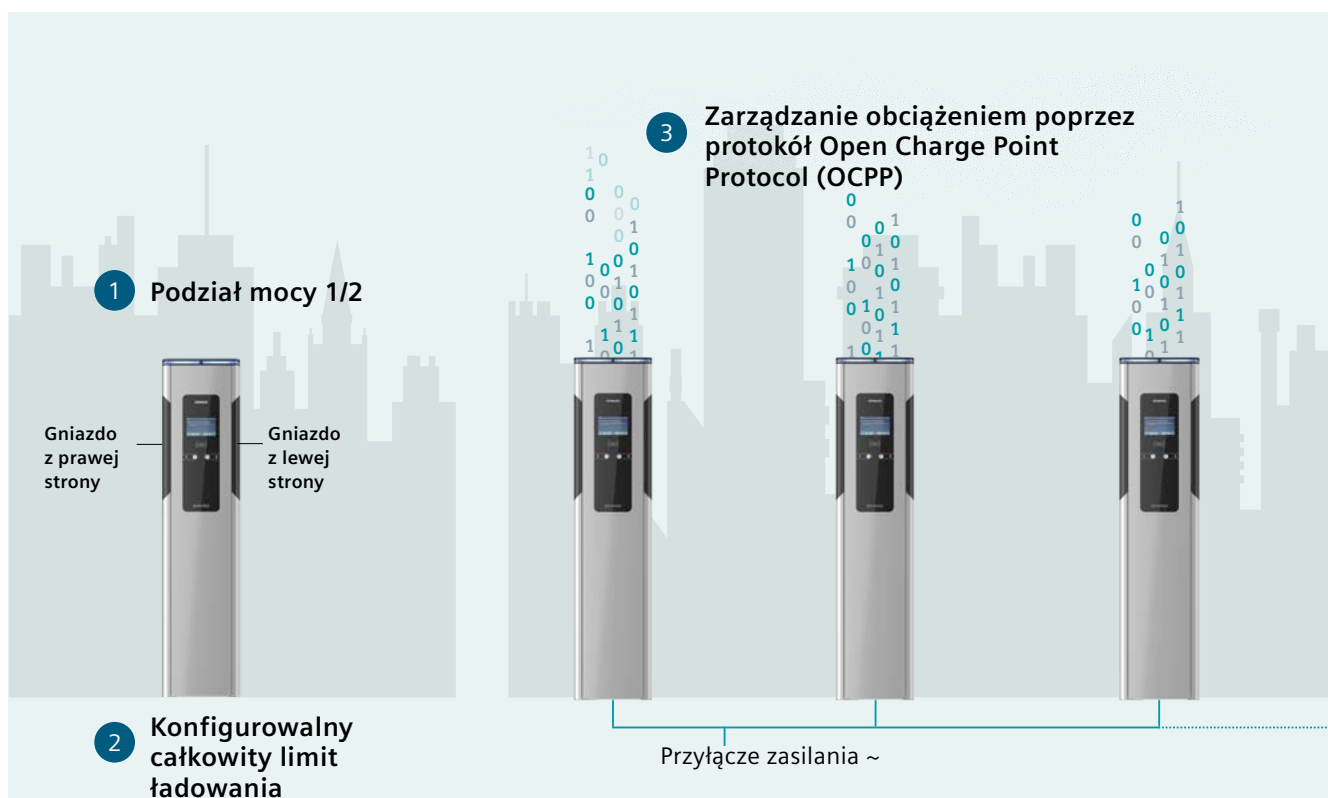 3
Zarządzanie obciążeniem poprzez
protokół Open Charge Point
Protocol (OCPP)
1
Podział mocy 1/2
Gniazdo
z prawej
strony
Gniazdo
z lewej
strony
2
Konfigurowalny
całkowity limit
ładowania
Przyłącze zasilania ~